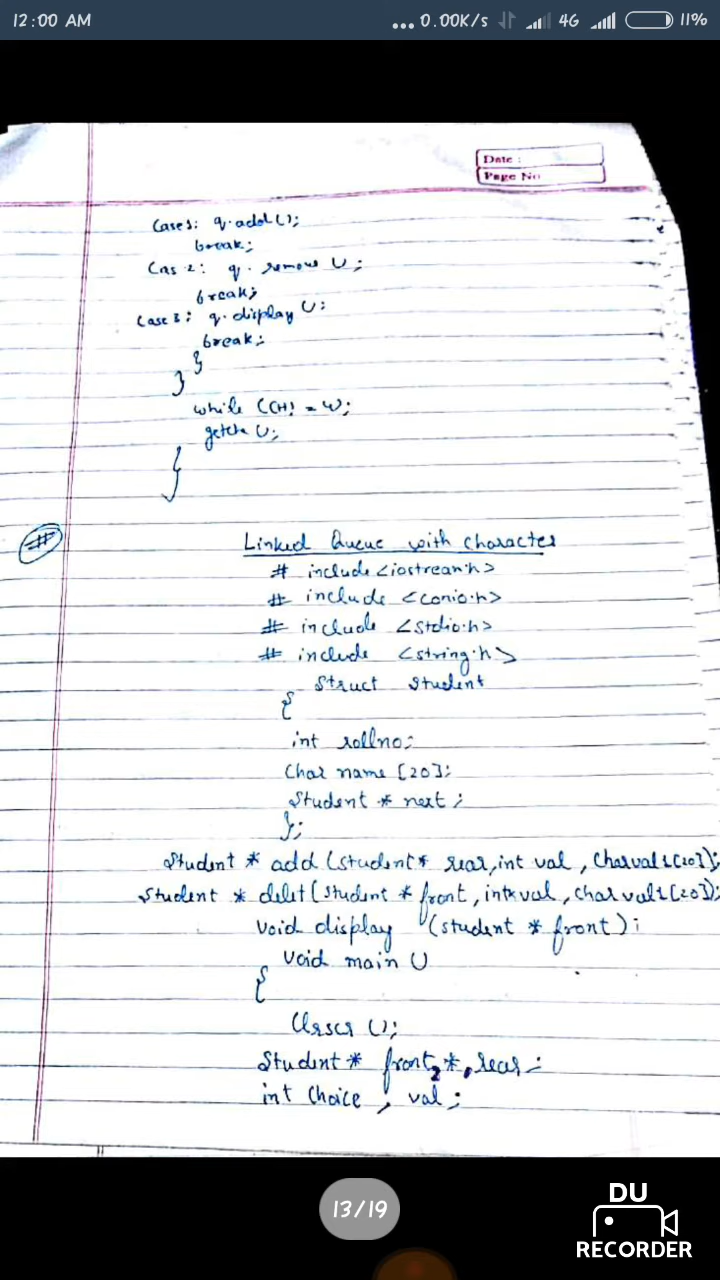 12:00 AM ... 0.00K/s 4G 11%
Date :
Page No
Case 1: q.add();
break;
Cas 2: q. remove ();
break;
Case 3: q. display ();
break;
}
}
while (CH) = 
getche ();
}
# Linked Queue with character
# include <iostream.h>
# include <conio.h>
# include <stdio.h>
# include <string.h>
Struct Student
{
int rollno;
Char name [20];
Student * next ;
};
Student * add (student* rear, int val , Char val1[20]);
Student * delet (student * front, int val, char val1[20]);
void display (student * front) ;
void main ()
{
Clrscr ();
Student * front, *, rear ;
int Choice , val ;
13/19
DU
RECORDER